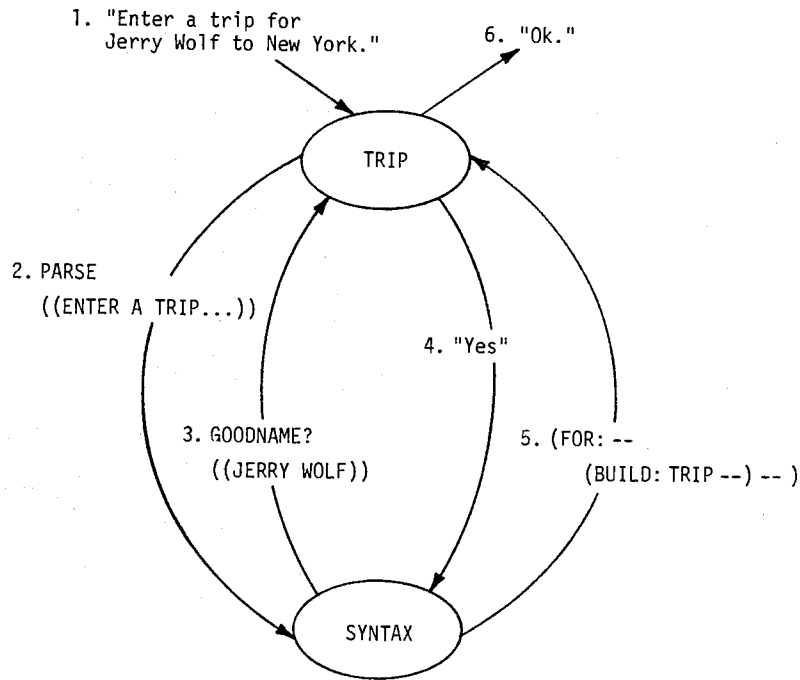 1. "Enter a trip for
Jerry Wolf to New York."
6. "Ok."
TRIP
2. PARSE
((ENTER A TRIP...))
4. "Yes"
3. GOODNAME?
((JERRY WOLF))
5. (FOR: --
(BUILD: TRIP --) -- )
SYNTAX